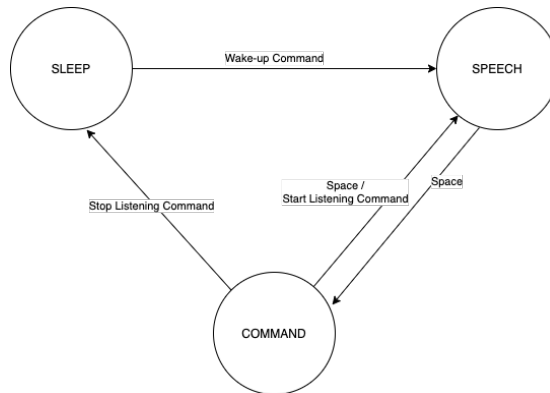 SLEEP
Wake-up Command
SPEECH
Space /
Start Listening Command
Space
Stop Listening Command
COMMAND